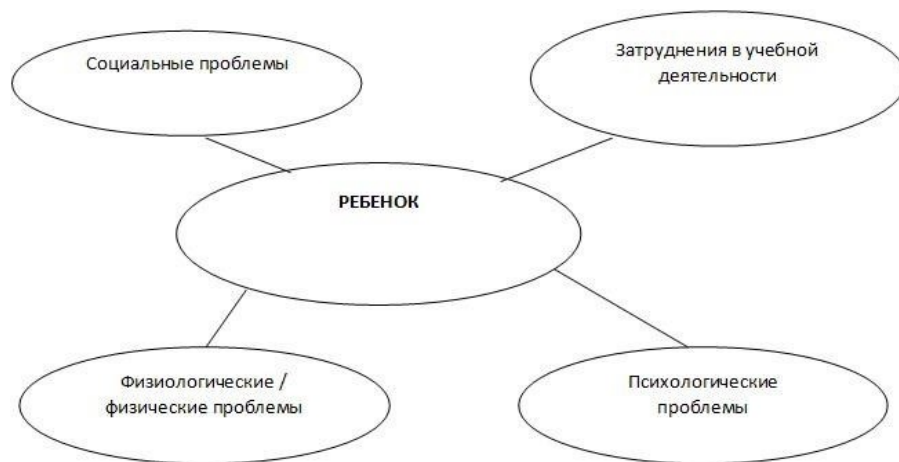 Социальные проблемы
Затруднения в учебной
деятельности
РЕБЕНОК
Физиологические /
физические проблемы
Психологические
проблемы